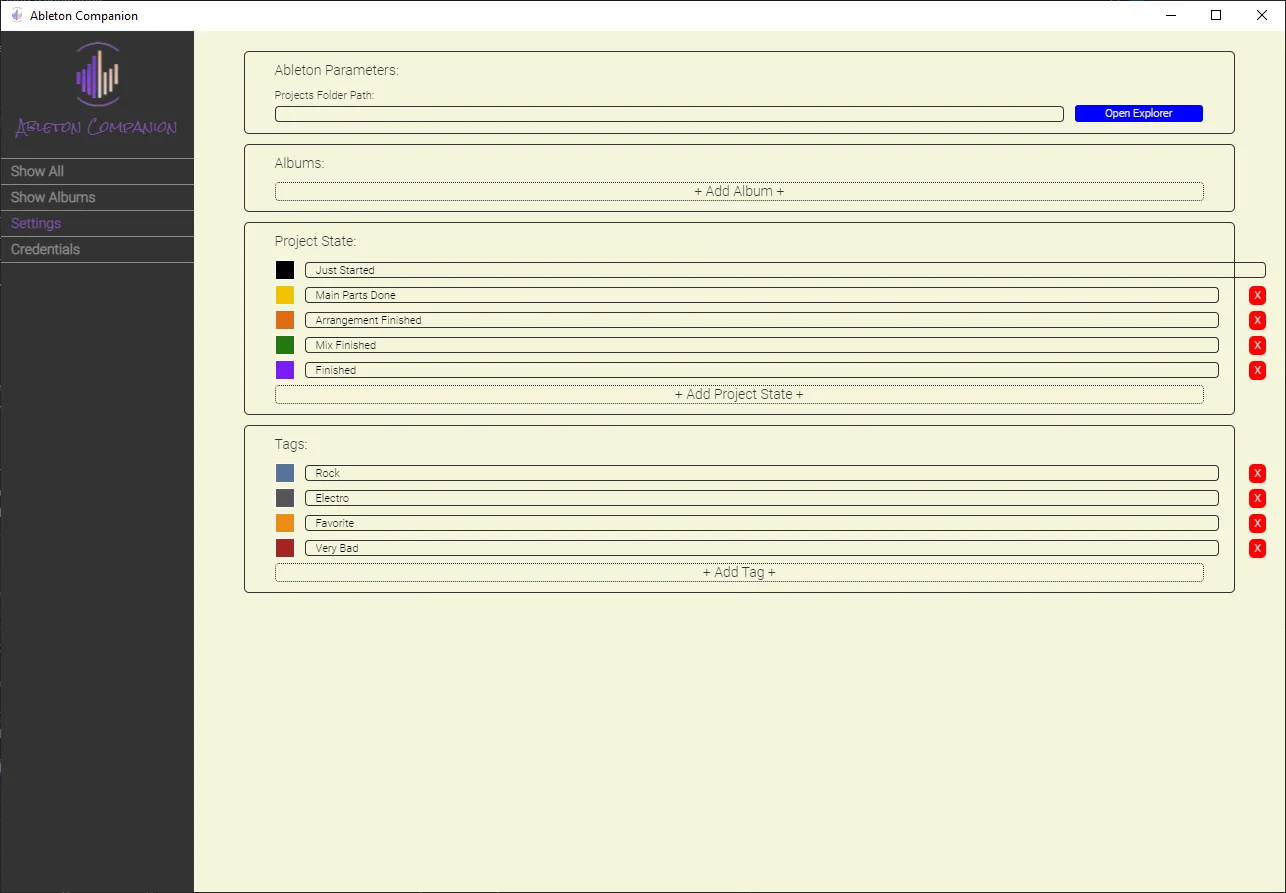 Ableton Companion
Ableton Companion
Show All
Show Albums
Settings
Credentials
Ableton Parameters:
Projects Folder Path:
Open Explorer
Albums:
+ Add Album +
Project State:
Just Started
Main Parts Done
X
Arrangement Finished
X
Mix Finished
X
Finished
X
+ Add Project State +
Tags:
Rock
X
Electro
X
Favorite
X
Very Bad
X
+ Add Tag +